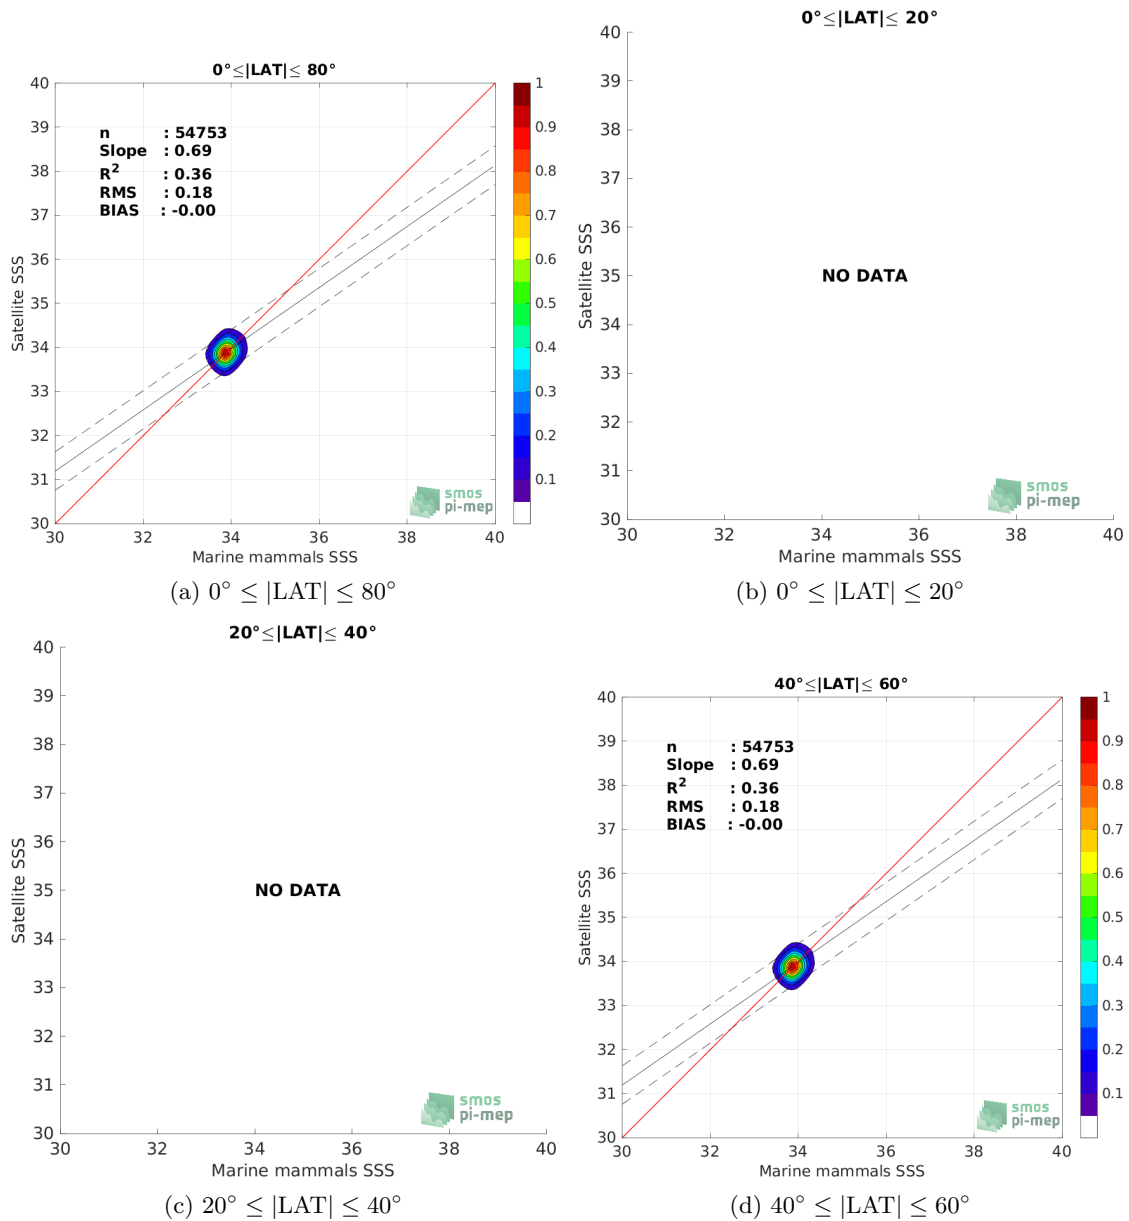 0°≤|LAT|≤ 80°
40
39
38
37
36
35
34
33
32
31
30
Satellite SSS
n : 54753
Slope : 0.69
R² : 0.36
RMS : 0.18
BIAS : -0.00
smos
pi-mep
30 32 34 36 38 40
Marine mammals SSS
1
0.9
0.8
0.7
0.6
0.5
0.4
0.3
0.2
0.1
(a) 0° ≤ |LAT| ≤ 80°
0°≤|LAT|≤ 20°
40
39
38
37
36
35
34
33
32
31
30
Satellite SSS
NO DATA
smos
pi-mep
30 32 34 36 38 40
Marine mammals SSS
(b) 0° ≤ |LAT| ≤ 20°
20°≤|LAT|≤ 40°
40
39
38
37
36
35
34
33
32
31
30
Satellite SSS
NO DATA
smos
pi-mep
30 32 34 36 38 40
Marine mammals SSS
(c) 20° ≤ |LAT| ≤ 40°
40°≤|LAT|≤ 60°
40
39
38
37
36
35
34
33
32
31
30
Satellite SSS
n : 54753
Slope : 0.69
R² : 0.36
RMS : 0.18
BIAS : -0.00
smos
pi-mep
30 32 34 36 38 40
Marine mammals SSS
1
0.9
0.8
0.7
0.6
0.5
0.4
0.3
0.2
0.1
(d) 40° ≤ |LAT| ≤ 60°